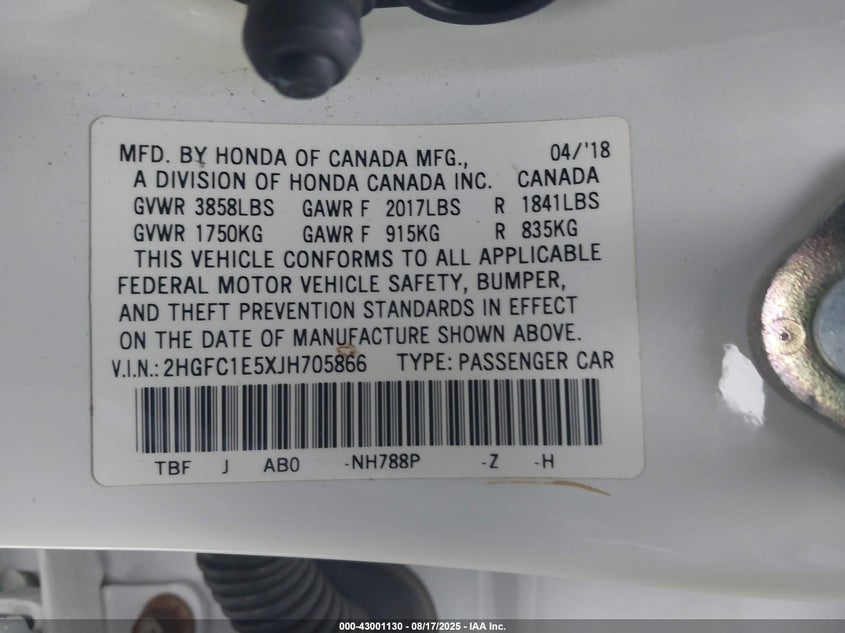 MFD. BY HONDA OF CANADA MFG., 04/'18
A DIVISION OF HONDA CANADA INC. CANADA
GVWR 3858LBS GAWR F 2017LBS R 1841LBS
GVWR 1750KG GAWR F 915KG R 835KG
THIS VEHICLE CONFORMS TO ALL APPLICABLE
FEDERAL MOTOR VEHICLE SAFETY, BUMPER,
AND THEFT PREVENTION STANDARDS IN EFFECT
ON THE DATE OF MANUFACTURE SHOWN ABOVE.
V.I.N.: 2HGFC1E5XJH705866 TYPE: PASSENGER CAR
TBF J AB0 -NH788P -Z -H
000-43001130 - 08/17/2025 - IAA Inc.